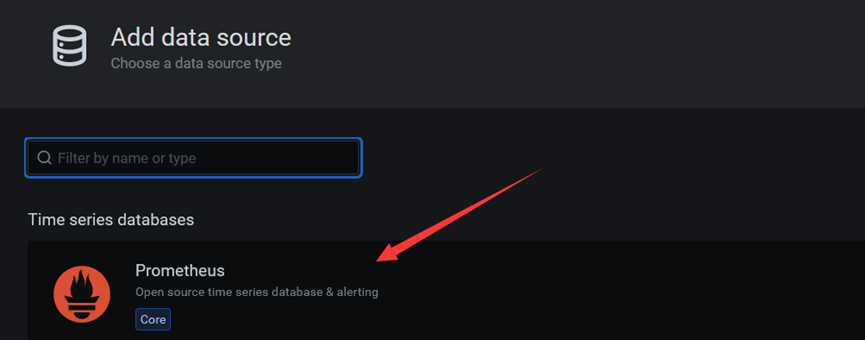 Add data source
Choose a data source type
Filter by name or type
Time series databases
Prometheus
Open source time series database & alerting
Core